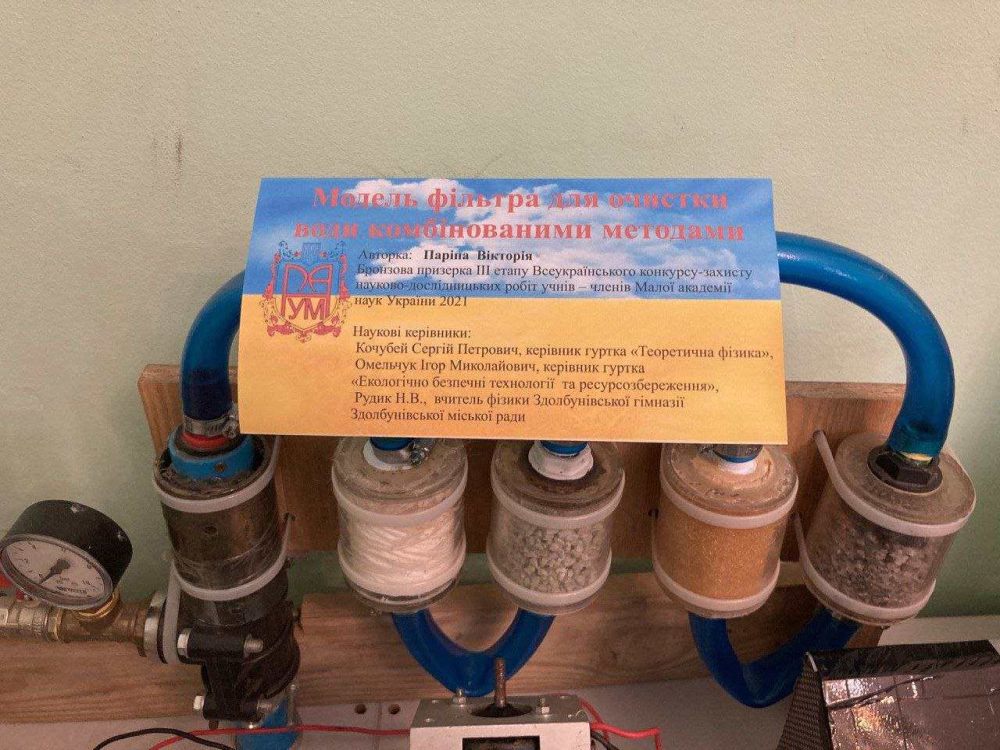 Модель фільтра для очистки
води комбінованими методами
Авторка: Паріпа Вікторія
Бронзова призерка ІІІ етапу Всеукраїнського конкурсу-захисту
науково-дослідницьких робіт учнів – членів Малої академії
наук України 2021
УМ
Наукові керівники:
Кочубей Сергій Петрович, керівник гуртка «Теоретична фізика»,
Омельчук Ігор Миколайович, керівник гуртка
«Екологічно безпечні технології та ресурсозбереження»,
Рудик Н.В., вчитель фізики Здолбунівської гімназії
Здолбунівської міської ради